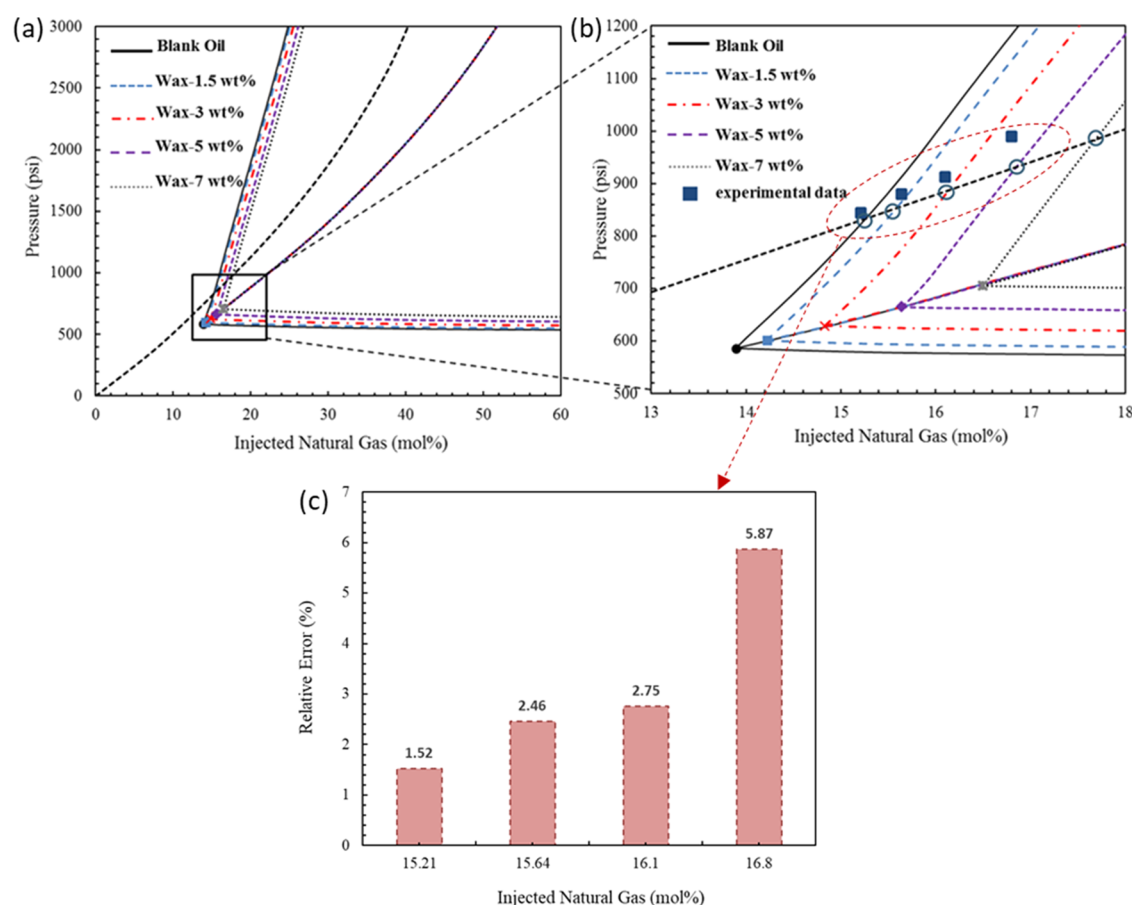 (a)
3000
2500
2000
1500
1000
500
0
Pressure (psi)
Blank Oil
Wax-1.5 wt%
Wax-3 wt%
Wax-5 wt%
Wax-7 wt%
0 10 20 30 40 50 60
Injected Natural Gas (mol%)
(b)
1200
1100
1000
900
800
700
600
500
Pressure (psi)
Blank Oil
Wax-1.5 wt%
Wax-3 wt%
Wax-5 wt%
Wax-7 wt%
experimental data
13 14 15 16 17 18
Injected Natural Gas (mol%)
(c)
7
6
5
4
3
2
1
0
Relative Error (%)
1.52
2.46
2.75
5.87
15.21 15.64 16.1 16.8
Injected Natural Gas (mol%)